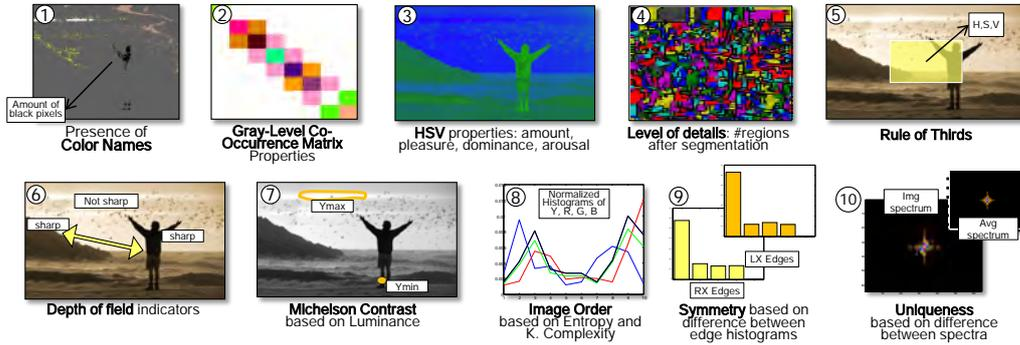 1
Amount of
black pixels
Presence of
Color Names
2
Gray-Level Co-
Occurrence Matrix
Properties
3
HSV properties: amount,
pleasure, dominance, arousal
4
Level of details: #regions
after segmentation
5
H,S,V
Rule of Thirds
6
Not sharp
sharp
sharp
Depth of field indicators
7
Ymax
Ymin
Michelson Contrast
based on Luminance
8
Normalized
Histograms of
Y, R, G, B
Image Order
based on Entropy and
K. Complexity
9
LX Edges
RX Edges
Symmetry based on
difference between
edge histograms
10
Img
spectrum
Avg
spectrum
Uniqueness
based on difference
between spectra